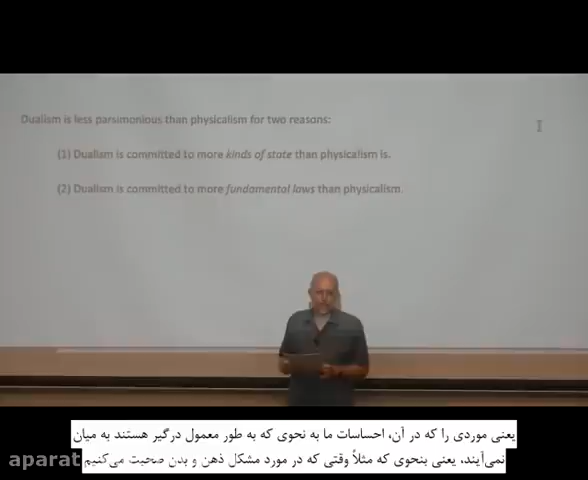 Dualism is less parsimonious than physicalism for two reasons:
(1) Dualism is committed to more kinds of state than physicalism is.
(2) Dualism is committed to more fundamental laws than physicalism.
یعنی موردی را که در آن، احساسات ما به نحوی که به طور معمول درگیر هستند به میان
نمی‌آیند، یعنی بنحوی که مثلاً وقتی که در مورد مشکل ذهن و بدن صحبت می‌کنیم
aparat